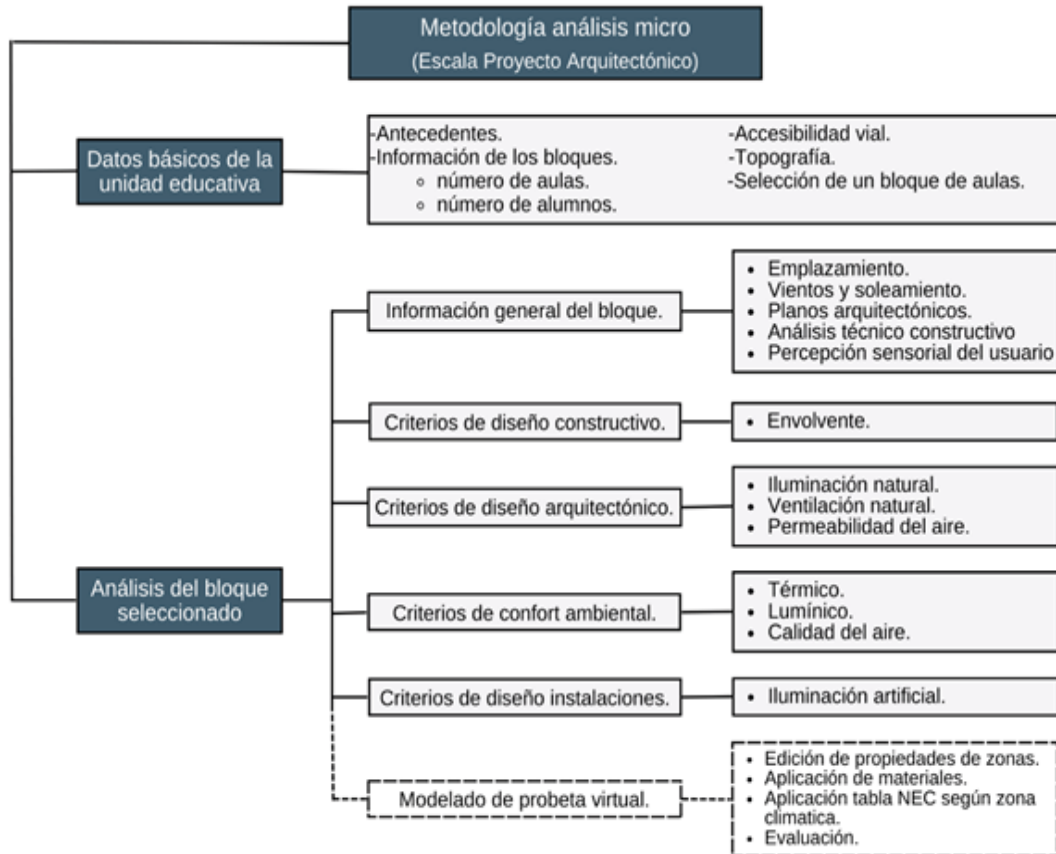 Metodología análisis micro
(Escala Proyecto Arquitectónico)
Datos básicos de la
unidad educativa
-Antecedentes.
-Información de los bloques.
número de aulas.
número de alumnos.
-Accesibilidad vial.
-Topografía.
-Selección de un bloque de aulas.
Análisis del bloque
seleccionado
Información general del bloque.
• Emplazamiento.
• Vientos y soleamiento.
• Planos arquitectónicos.
• Análisis técnico constructivo
• Percepción sensorial del usuario
Criterios de diseño constructivo.
• Envolvente.
Criterios de diseño arquitectónico.
• Iluminación natural.
• Ventilación natural.
• Permeabilidad del aire.
Criterios de confort ambiental.
• Térmico.
• Lumínico.
• Calidad del aire.
Criterios de diseño instalaciones.
• Iluminación artificial.
Modelado de probeta virtual.
• Edición de propiedades de zonas.
• Aplicación de materiales.
• Aplicación tabla NEC según zona
climatica.
• Evaluación.